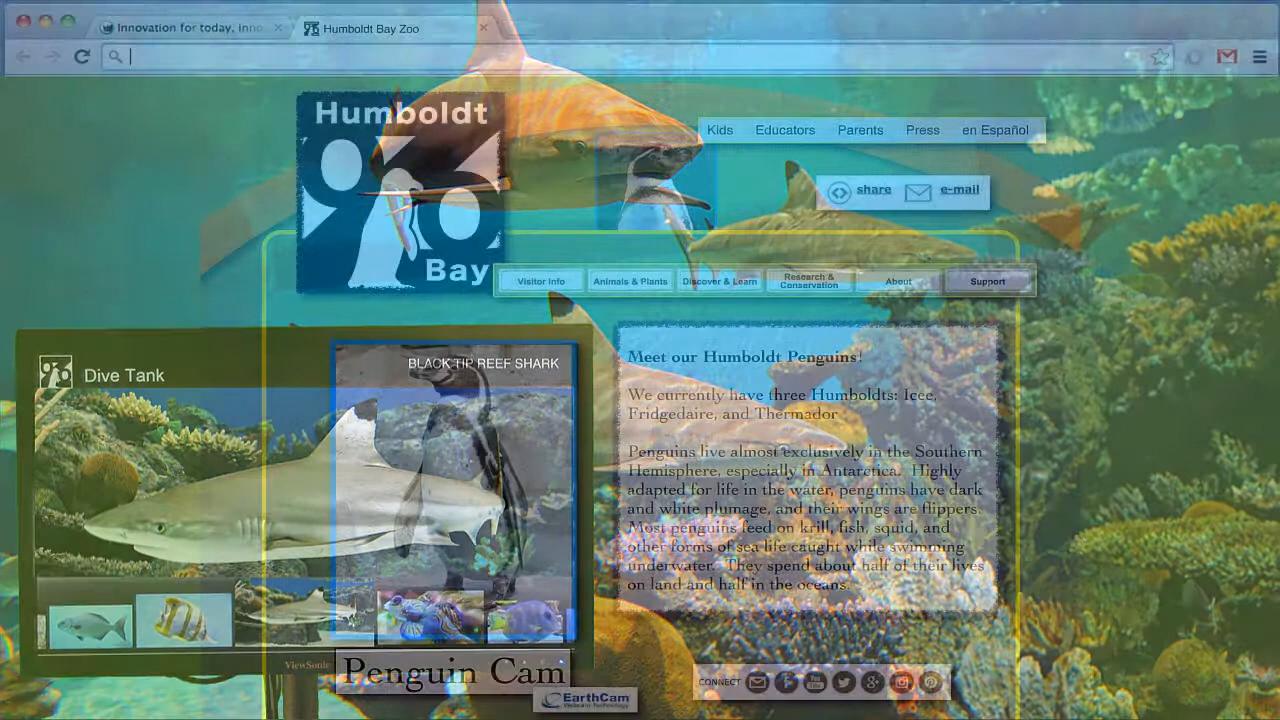 Innovation for today, inno
Humboldt Bay Zoo
Humboldt
Bay
Kids Educators Parents Press en Español
share e-mail
Visitor Info Animals & Plants Discover & Learn Research & Conservation About Support
Dive Tank
BLACK TIP REEF SHARK
Meet our Humboldt Penguins!
We currently have three Humboldts: Icee,
Fridgedaire, and Thermador
Penguins live almost exclusively in the Southern
Hemisphere, especially in Antarctica. Highly
adapted for life in the water, penguins have dark
and white plumage, and their wings are flippers.
Most penguins feed on krill, fish, squid, and
other forms of sea life caught while swimming
underwater. They spend about half of their lives
on land and half in the oceans.
ViewSonic
Penguin Cam
EarthCam
Webcam Technology
CONNECT
You
Tube